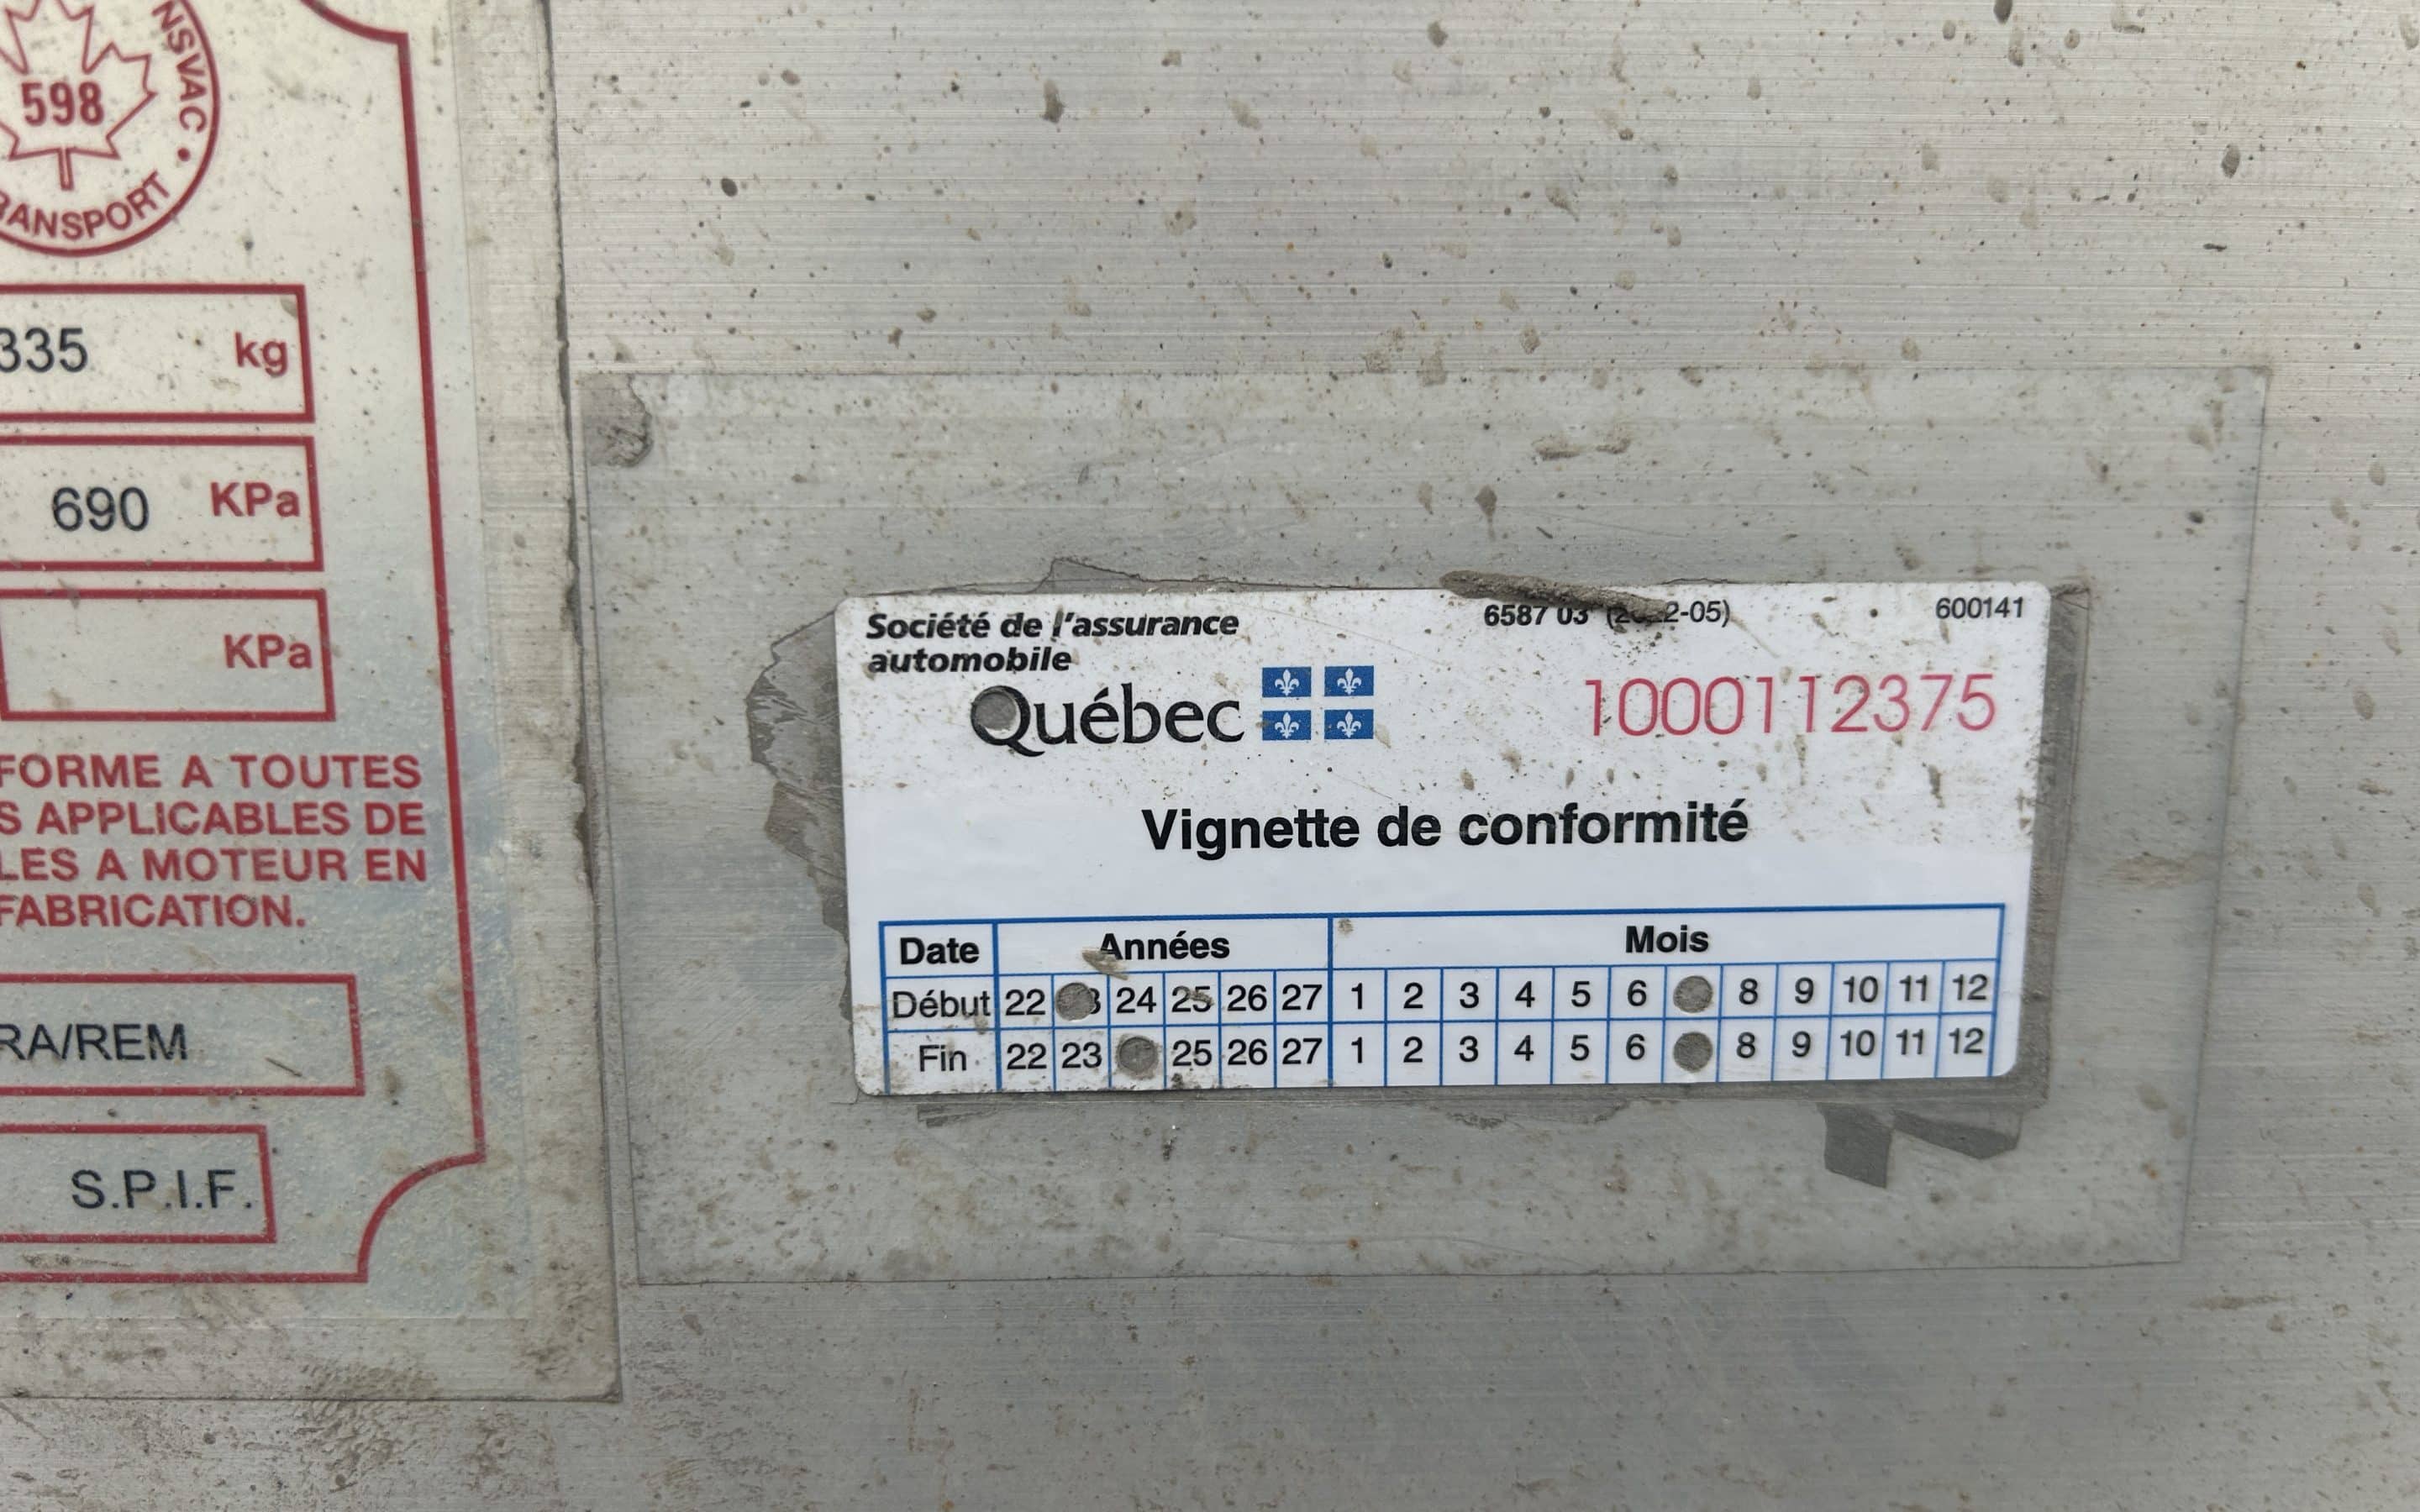 NSVAC •
598
RANSPORT
335 kg
690 KPa
KPa
FORME A TOUTES
S APPLICABLES DE
LES A MOTEUR EN
FABRICATION.
RA/REM
S.P.I.F.
Société de l'assurance
automobile
Québec
6587 03 2-05) 600141
1000112375
Vignette de conformité
Date Années Mois
Début 22 24 25 26 27 1 2 3 4 5 6 8 9 10 11 12
Fin 22 23 25 26 27 1 2 3 4 5 6 8 9 10 11 12